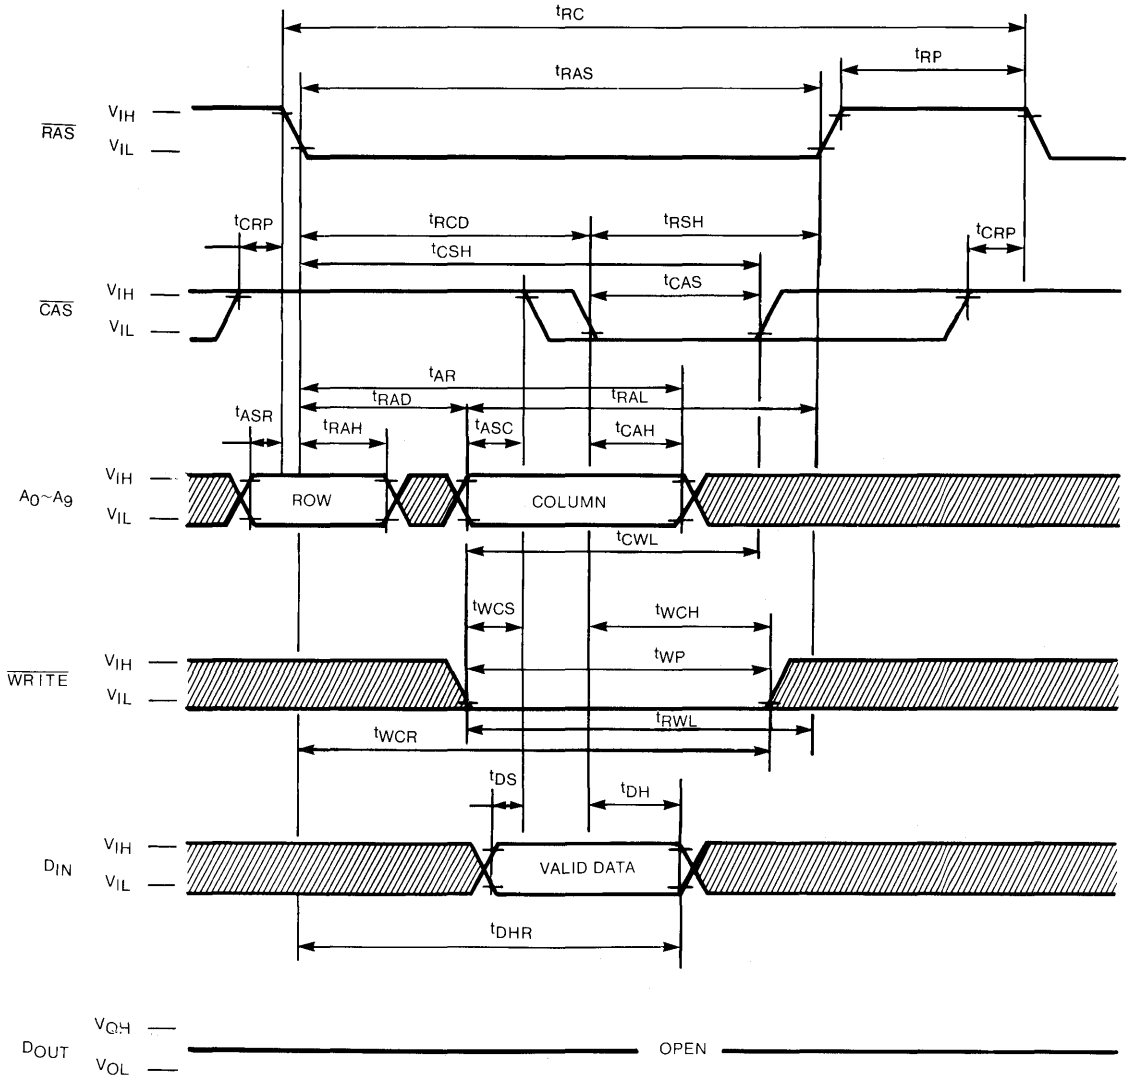 tRC
tRP
tRAS
RAS
VIH
VIL
tCRP
tRCD
tRSH
tCRP
tCSH
tCAS
CAS
VIH
VIL
tAR
tRAD
tRAL
tASR
tRAH
tASC
tCAH
A0~A9
VIH
VIL
ROW
COLUMN
tCWL
tWCS
tWCH
tWP
WRITE
VIH
VIL
tRWL
tWCR
tDS
tDH
DIN
VIH
VIL
VALID DATA
tDHR
DOUT
VOH
VOL
OPEN